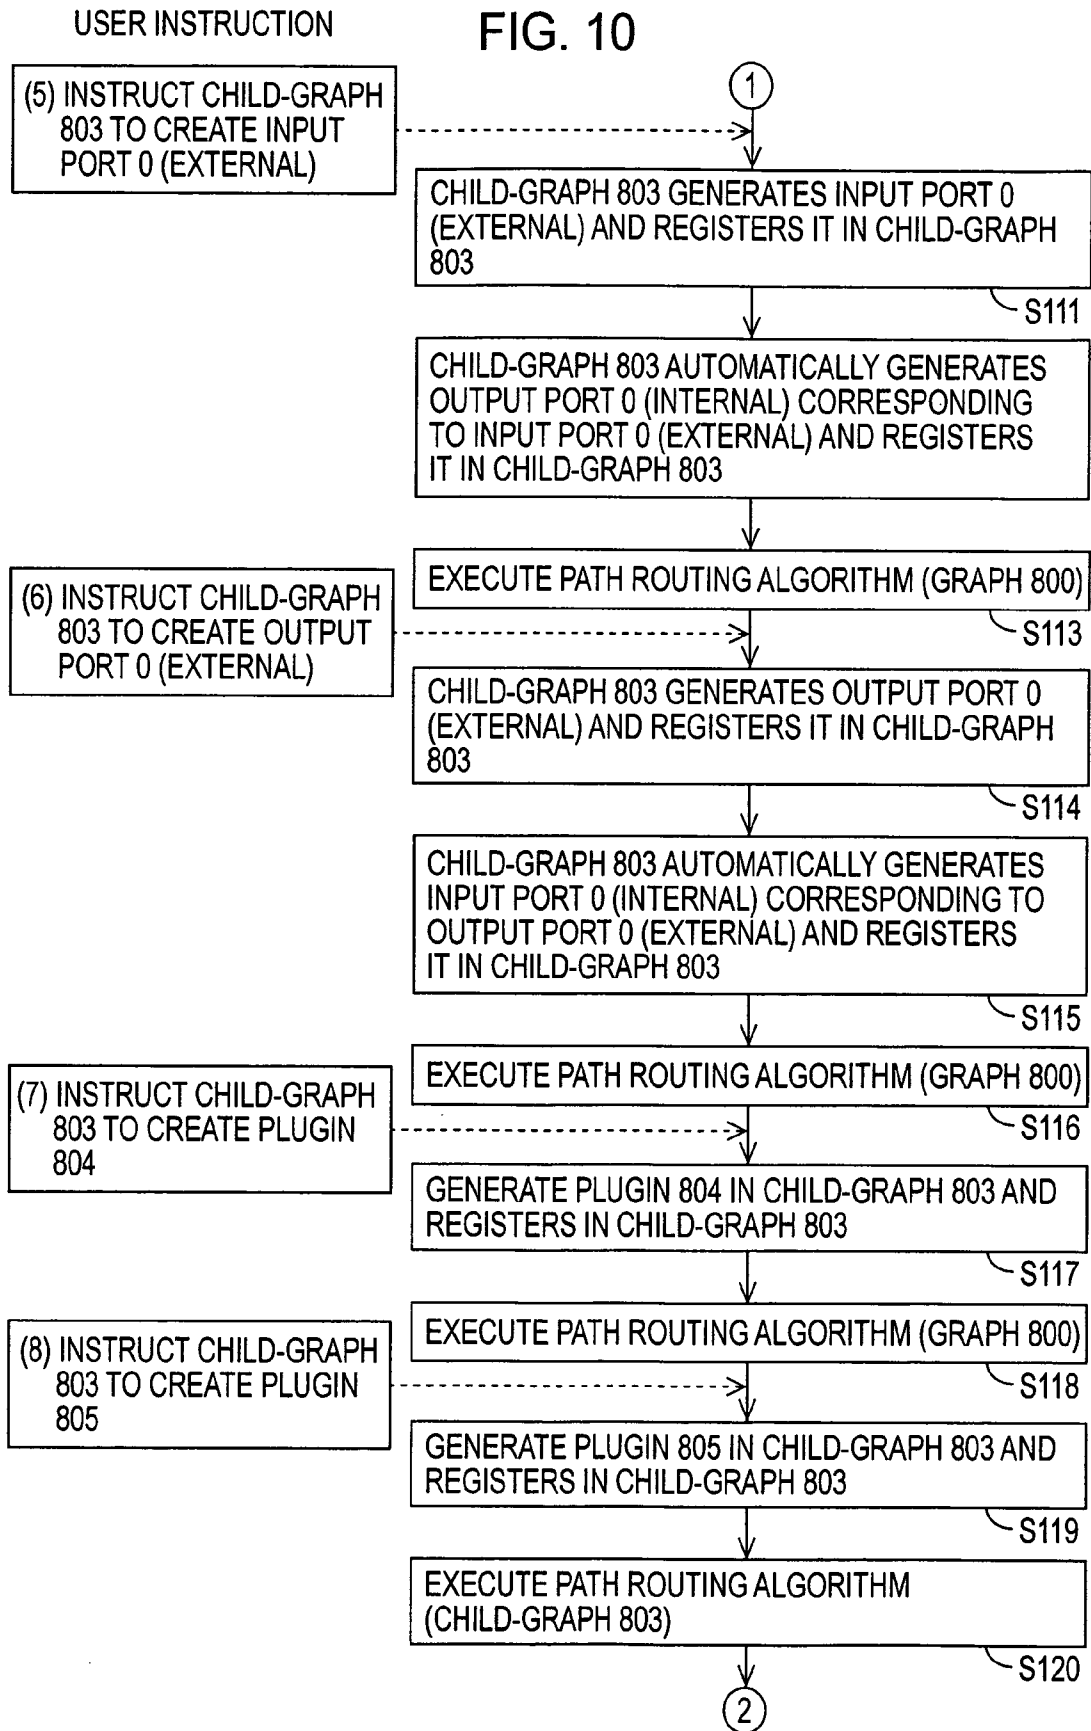 USER INSTRUCTION
FIG. 10
1
(5) INSTRUCT CHILD-GRAPH
803 TO CREATE INPUT
PORT 0 (EXTERNAL)
CHILD-GRAPH 803 GENERATES INPUT PORT 0
(EXTERNAL) AND REGISTERS IT IN CHILD-GRAPH
803
S111
CHILD-GRAPH 803 AUTOMATICALLY GENERATES
OUTPUT PORT 0 (INTERNAL) CORRESPONDING
TO INPUT PORT 0 (EXTERNAL) AND REGISTERS
IT IN CHILD-GRAPH 803
EXECUTE PATH ROUTING ALGORITHM (GRAPH 800)
S113
(6) INSTRUCT CHILD-GRAPH
803 TO CREATE OUTPUT
PORT 0 (EXTERNAL)
CHILD-GRAPH 803 GENERATES OUTPUT PORT 0
(EXTERNAL) AND REGISTERS IT IN CHILD-GRAPH
803
S114
CHILD-GRAPH 803 AUTOMATICALLY GENERATES
INPUT PORT 0 (INTERNAL) CORRESPONDING TO
OUTPUT PORT 0 (EXTERNAL) AND REGISTERS
IT IN CHILD-GRAPH 803
S115
EXECUTE PATH ROUTING ALGORITHM (GRAPH 800)
S116
(7) INSTRUCT CHILD-GRAPH
803 TO CREATE PLUGIN
804
GENERATE PLUGIN 804 IN CHILD-GRAPH 803 AND
REGISTERS IN CHILD-GRAPH 803
S117
EXECUTE PATH ROUTING ALGORITHM (GRAPH 800)
S118
(8) INSTRUCT CHILD-GRAPH
803 TO CREATE PLUGIN
805
GENERATE PLUGIN 805 IN CHILD-GRAPH 803 AND
REGISTERS IN CHILD-GRAPH 803
S119
EXECUTE PATH ROUTING ALGORITHM
(CHILD-GRAPH 803)
S120
2